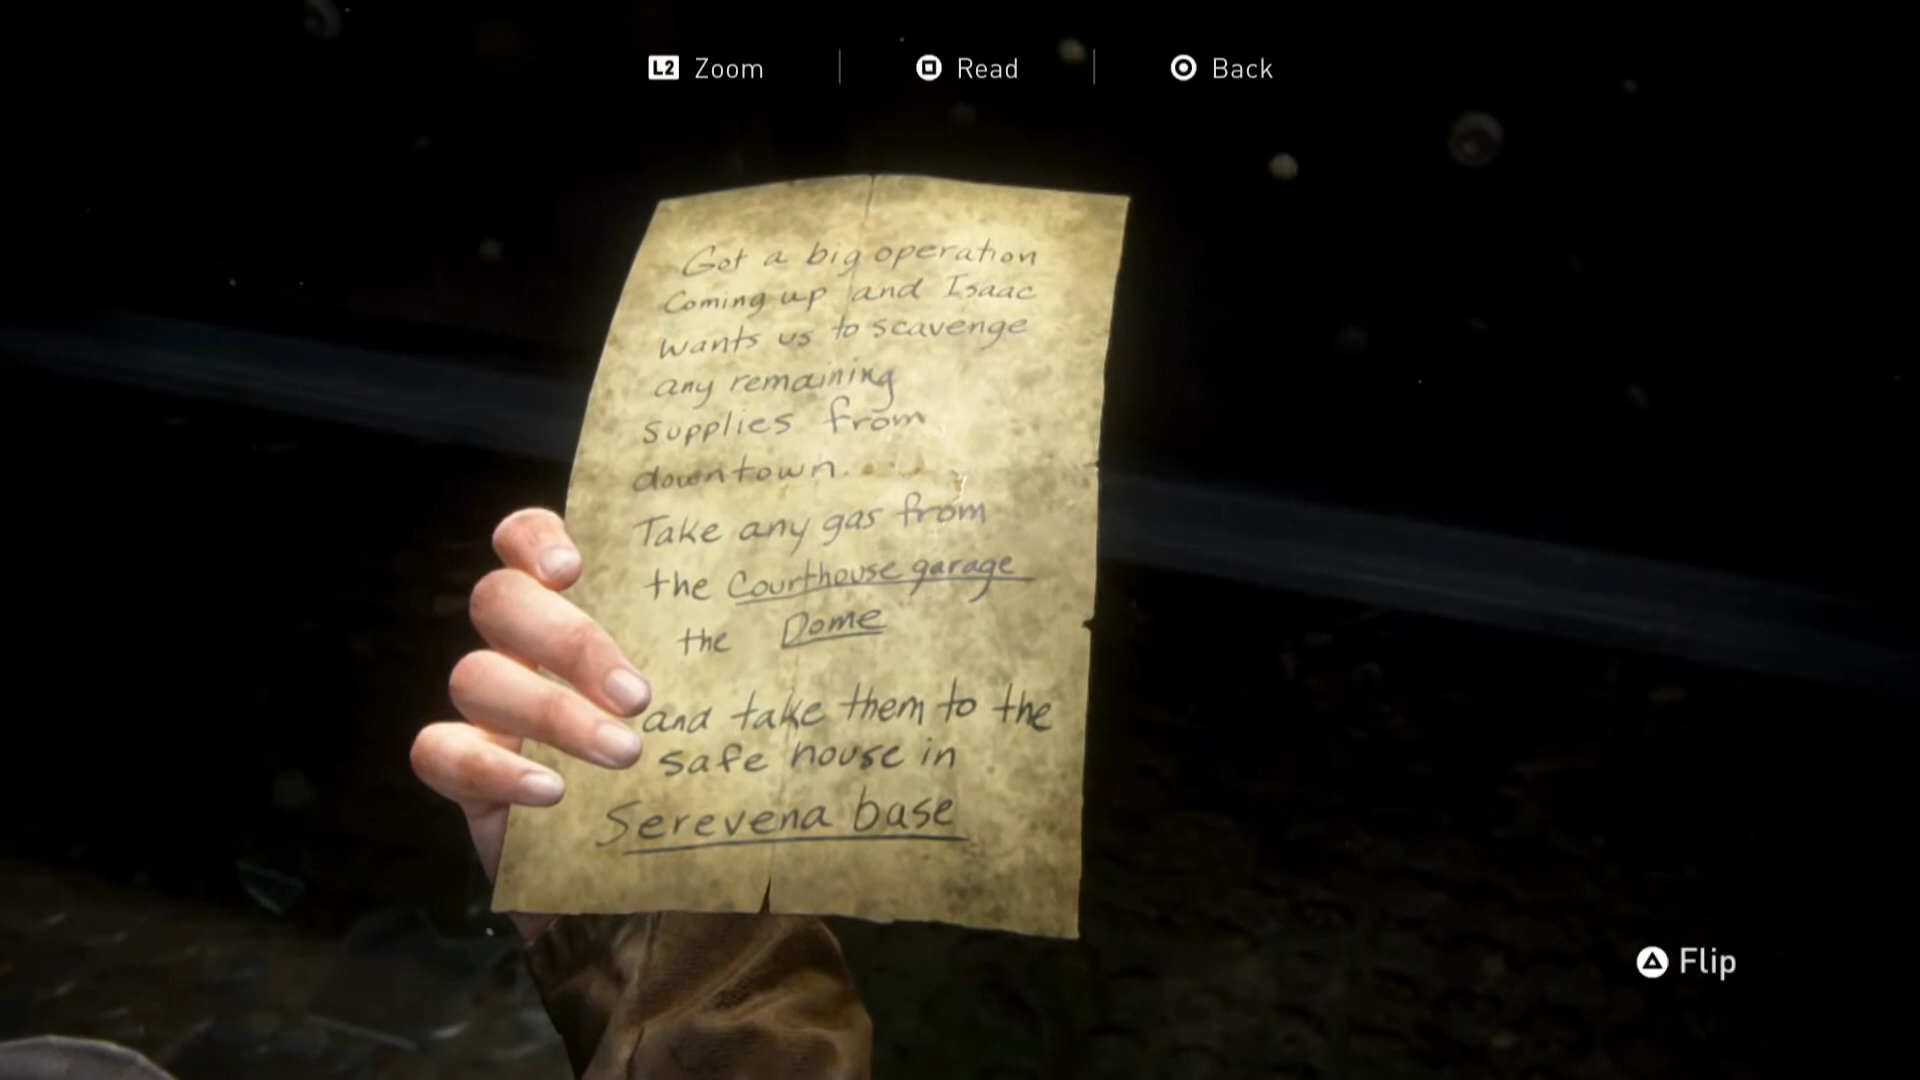 L2 Zoom Read Back
Got a big operation
Coming up and Isaac
wants us to scavenge
any remaining
supplies from
downtown.
Take any gas from
the Courthouse garage
the Dome
and take them to the
safe house in
Serevena base
Flip